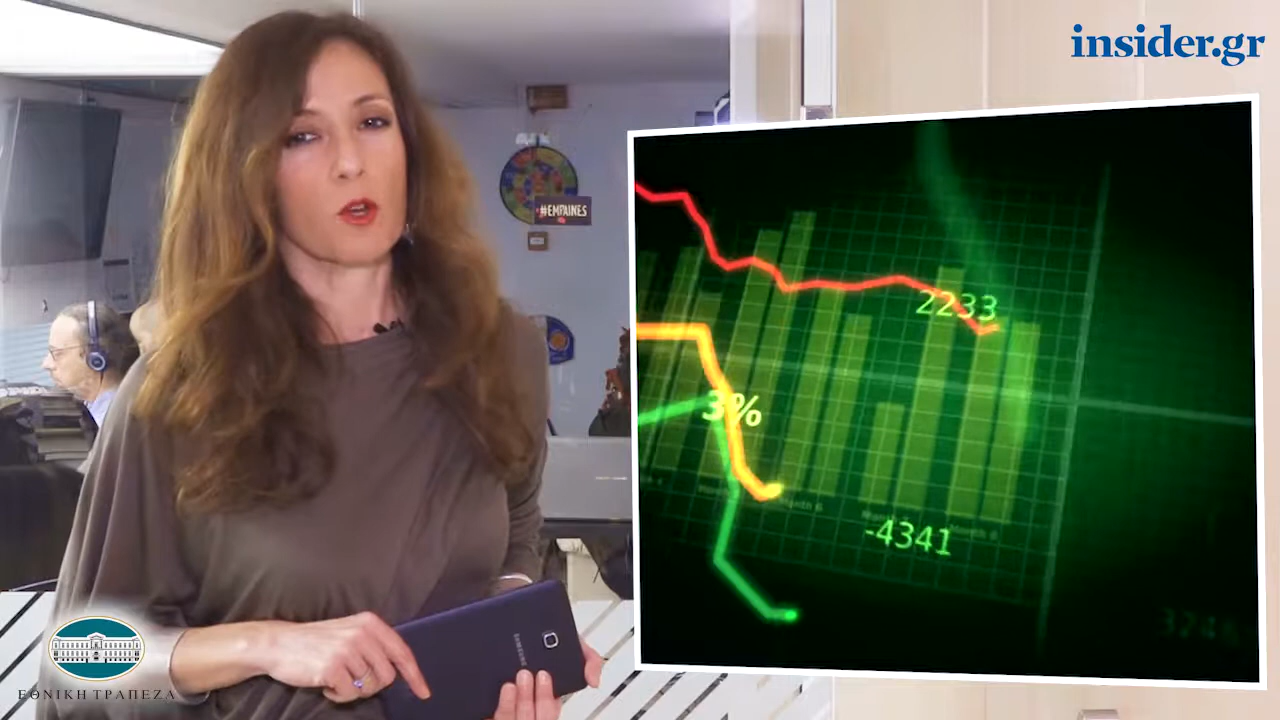 insider.gr
#EMPAINES
2233
3%
-4341
SAMSUNG
ΕΘΝΙΚΗ ΤΡΑΠΕΖΑ